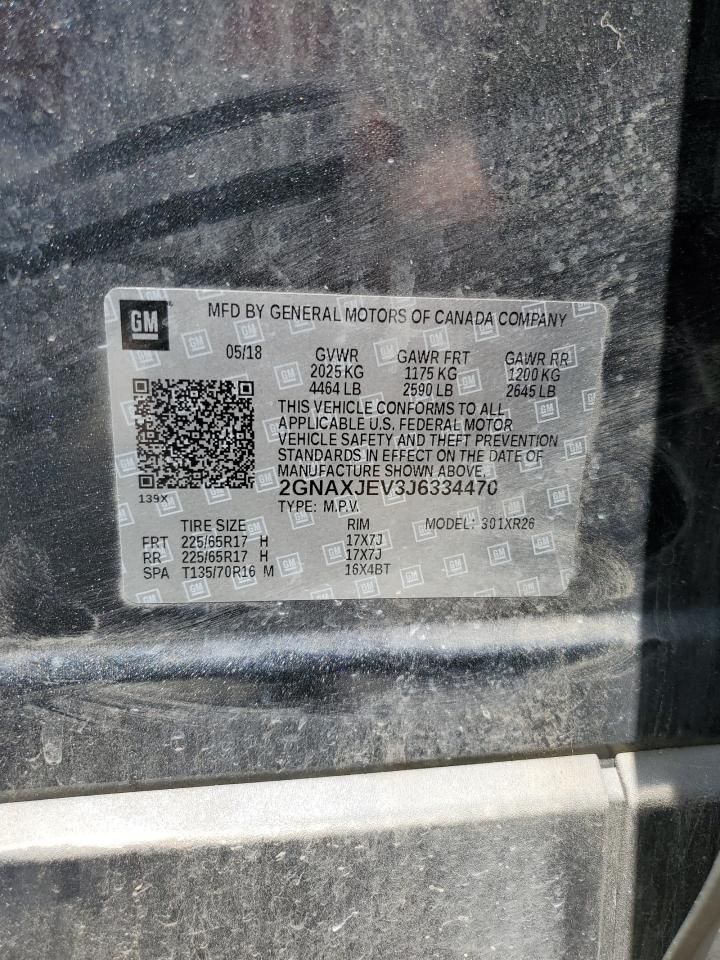 GM
MFD BY GENERAL MOTORS OF CANADA COMPANY
05/18 GVWR GAWR FRT GAWR RR
2025 KG 1175 KG 1200 KG
4464 LB 2590 LB 2645 LB
THIS VEHICLE CONFORMS TO ALL
APPLICABLE U.S. FEDERAL MOTOR
VEHICLE SAFETY AND THEFT PREVENTION
STANDARDS IN EFFECT ON THE DATE OF
MANUFACTURE SHOWN ABOVE.
139X 2GNAXJEV3J6334470
TYPE: M.P.V.
TIRE SIZE RIM MODEL: 301XR26
FRT 225/65R17 H 17X7J
RR 225/65R17 H 17X7J
SPA T135/70R16 M 16X4BT